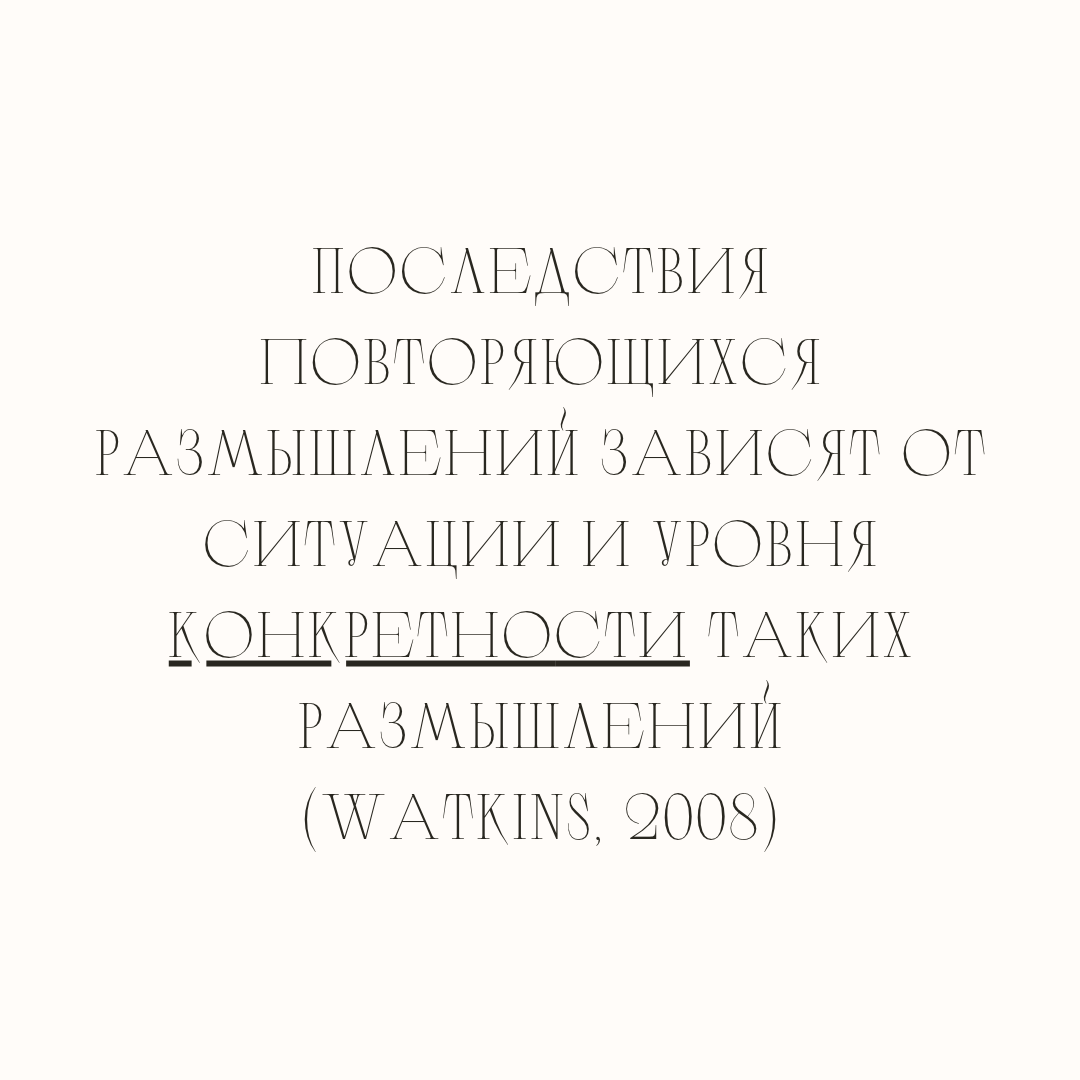 ПОСЛЕДСТВИЯ
ПОВТОРЯЮЩИХСЯ
РАЗМЫШЛЕНИЙ ЗАВИСЯТ ОТ
СИТУАЦИИ И УРОВНЯ
КОНКРЕТНОСТИ ТАКИХ
РАЗМЫШЛЕНИЙ
(WATKINS, 2008)